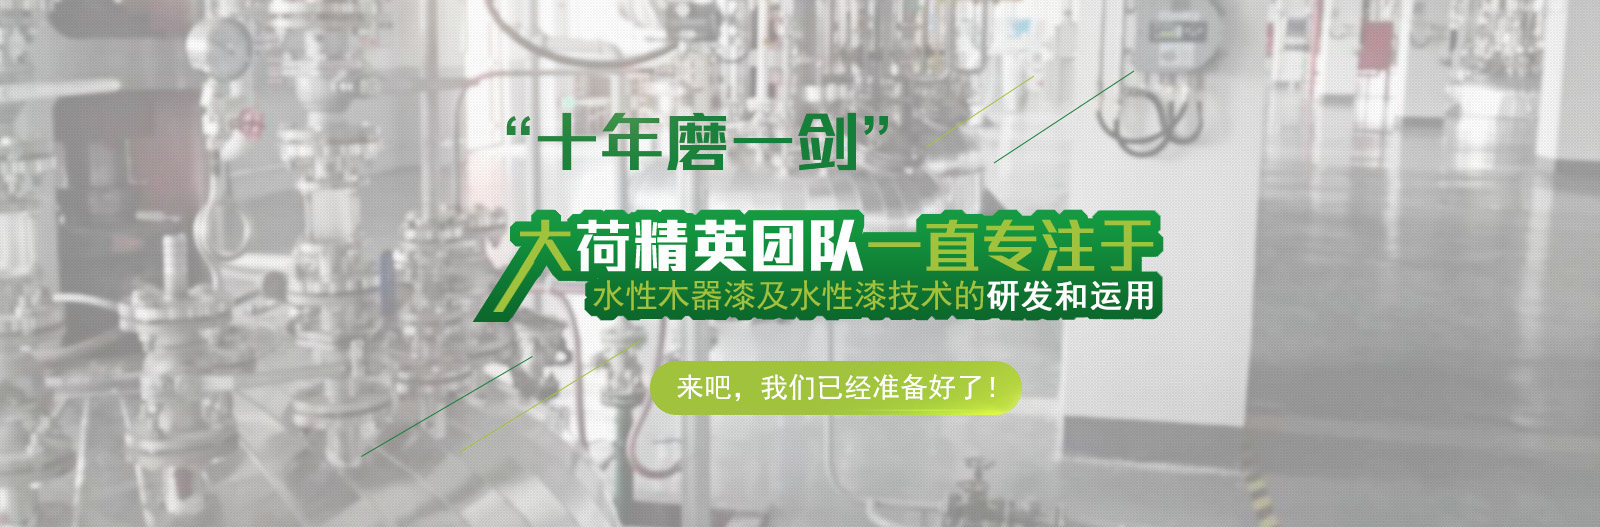 “十年磨一剑”
大荷精英团队一直专注于
水性木器漆及水性漆技术的研发和运用
来吧，我们已经准备好了！